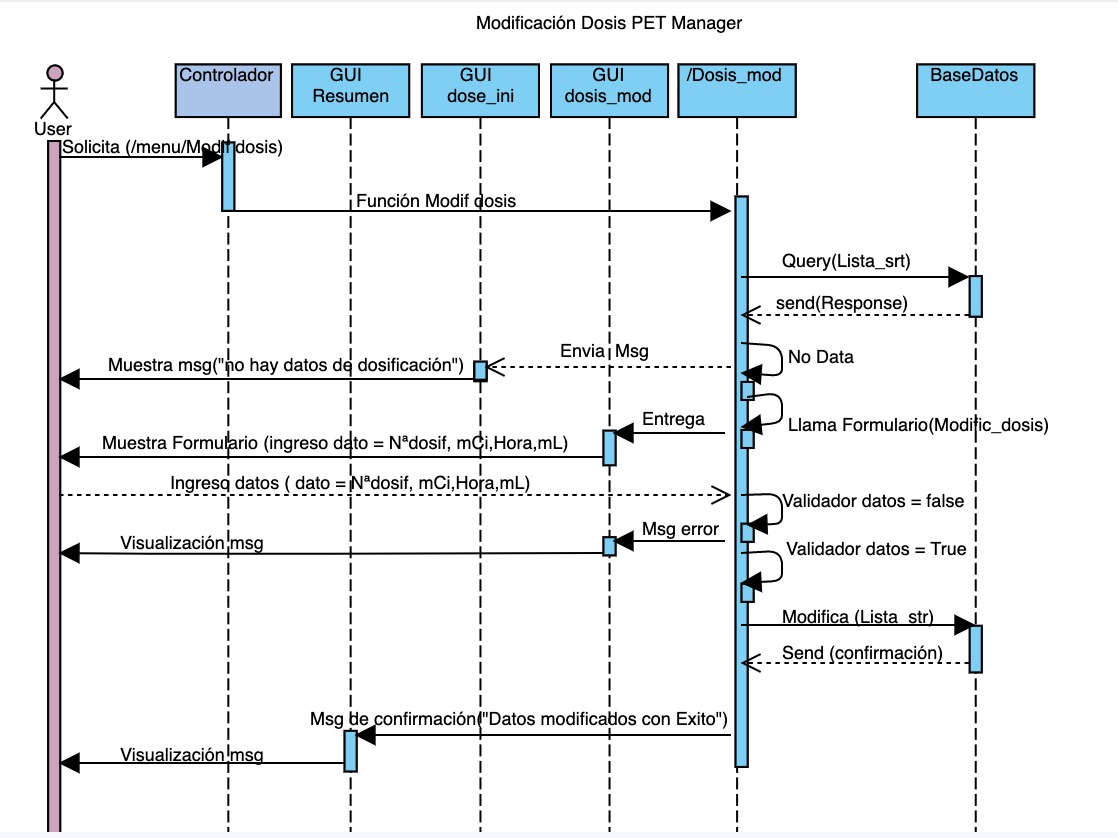 Modificación Dosis PET Manager
Controlador
GUI
Resumen
GUI
dose_ini
GUI
dosis_mod
/Dosis_mod
BaseDatos
User
Solicita (/menu/Modif dosis)
Función Modif dosis
Query(Lista_srt)
send(Response)
Envia Msg
No Data
Muestra msg("no hay datos de dosificación")
Entrega
Llama Formulario(Modific_dosis)
Muestra Formulario (ingreso dato = Nªdosif, mCi,Hora,mL)
Ingreso datos ( dato = Nªdosif, mCi,Hora,mL)
Validador datos = false
Msg error
Visualización msg
Validador datos = True
Modifica (Lista_str)
Send (confirmación)
Msg de confirmación("Datos modificados con Exito")
Visualización msg